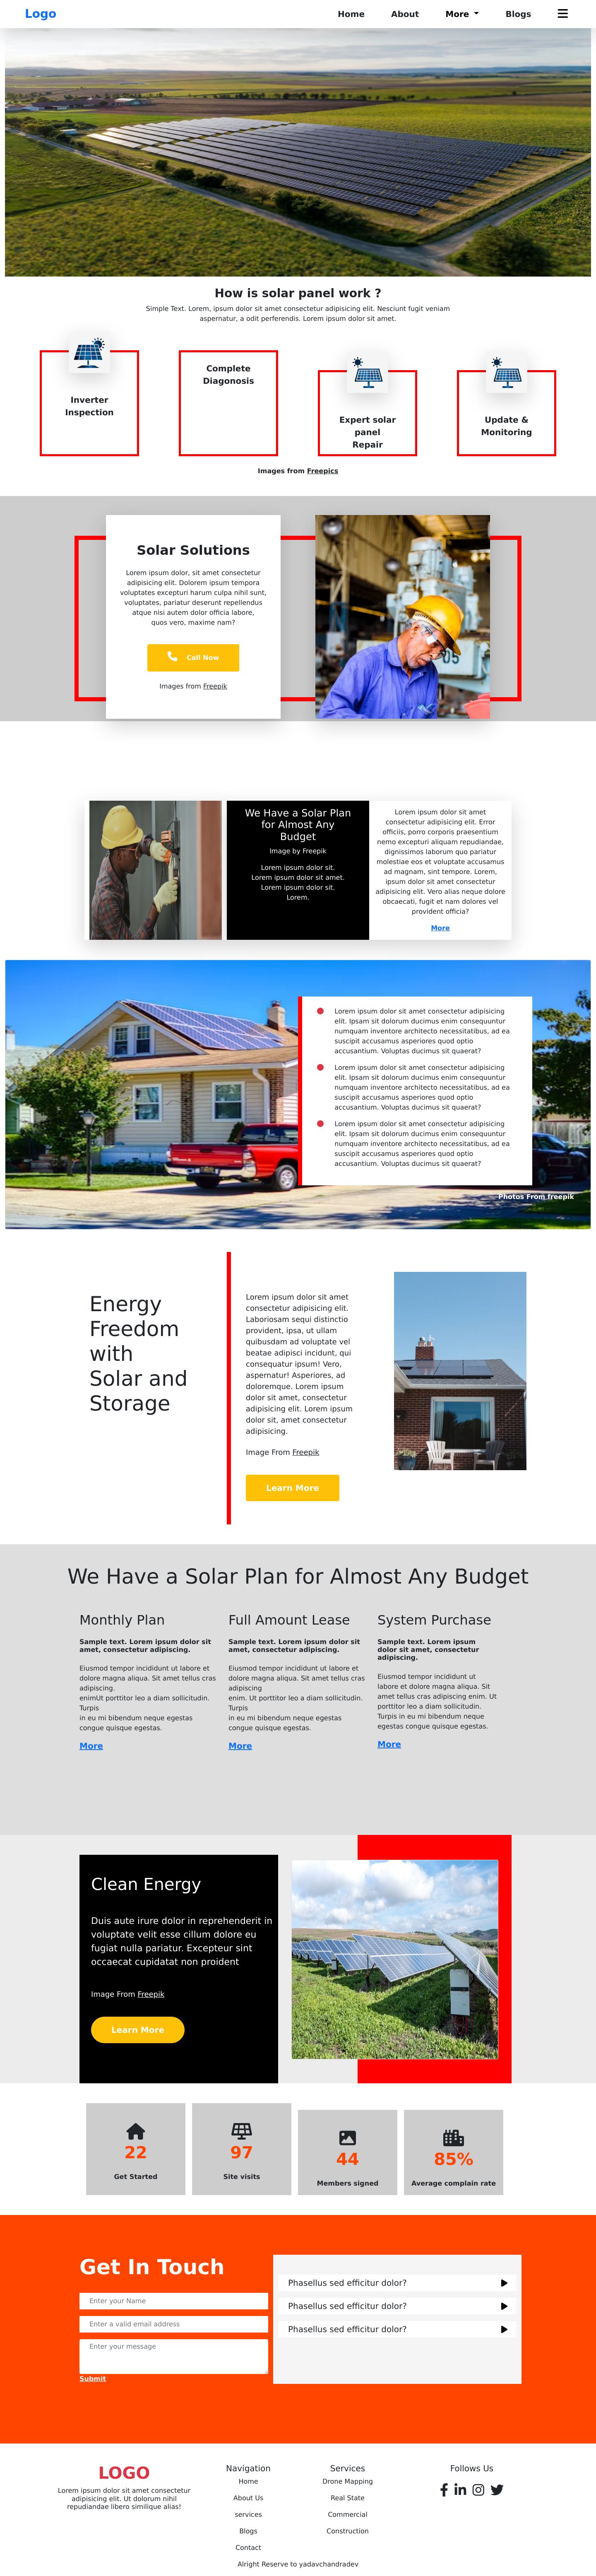 Logo
Home About More Blogs
How is solar panel work ?
Simple Text. Lorem, ipsum dolor sit amet consectetur adipisicing elit. Nesciunt fugit veniam
aspernatur, a odit perferendis. Lorem ipsum dolor sit amet.
Inverter
Inspection
Complete
Diagonosis
Expert solar
panel
Repair
Update &
Monitoring
Images from Freepics
Solar Solutions
Lorem ipsum dolor, sit amet consectetur
adipisicing elit. Dolorem ipsum tempora
voluptates excepturi harum culpa nihil sunt,
voluptates, pariatur deserunt repellendus
atque nisi autem dolor officia labore,
quos vero, maxime nam?
Call Now
Images from Freepik
05
We Have a Solar Plan
for Almost Any
Budget
Image by Freepik
Lorem ipsum dolor sit.
Lorem ipsum dolor sit amet.
Lorem ipsum dolor sit.
Lorem.
Lorem ipsum dolor sit amet
consectetur adipisicing elit. Error
officiis, porro corporis praesentium
nemo excepturi aliquam repudiandae,
dignissimos laborum quo pariatur
molestiae eos et voluptate accusamus
ad magnam, sint tempore. Lorem,
ipsum dolor sit amet consectetur
adipisicing elit. Vero alias neque dolore
obcaecati, fugit et nam dolores vel
provident officia?
More
Lorem ipsum dolor sit amet consectetur adipisicing
elit. Ipsam sit dolorum ducimus enim consequuntur
numquam inventore architecto necessitatibus, ad ea
suscipit accusamus asperiores quod optio
accusantium. Voluptas ducimus sit quaerat?
Lorem ipsum dolor sit amet consectetur adipisicing
elit. Ipsam sit dolorum ducimus enim consequuntur
numquam inventore architecto necessitatibus, ad ea
suscipit accusamus asperiores quod optio
accusantium. Voluptas ducimus sit quaerat?
Lorem ipsum dolor sit amet consectetur adipisicing
elit. Ipsam sit dolorum ducimus enim consequuntur
numquam inventore architecto necessitatibus, ad ea
suscipit accusamus asperiores quod optio
accusantium. Voluptas ducimus sit quaerat?
Photos From freepik
Energy
Freedom
with
Solar and
Storage
Lorem ipsum dolor sit amet
consectetur adipisicing elit.
Laboriosam sequi distinctio
provident, ipsa, ut ullam
quibusdam ad voluptate vel
beatae adipisci incidunt, qui
consequatur ipsum! Vero,
aspernatur! Asperiores, ad
doloremque. Lorem ipsum
dolor sit amet, consectetur
adipisicing elit. Lorem ipsum
dolor sit, amet consectetur
adipisicing.
Image From Freepik
Learn More
We Have a Solar Plan for Almost Any Budget
Monthly Plan
Sample text. Lorem ipsum dolor sit
amet, consectetur adipiscing.
Eiusmod tempor incididunt ut labore et
dolore magna aliqua. Sit amet tellus cras
adipiscing.
enimUt porttitor leo a diam sollicitudin.
Turpis
in eu mi bibendum neque egestas
congue quisque egestas.
More
Full Amount Lease
Sample text. Lorem ipsum dolor sit
amet, consectetur adipiscing.
Eiusmod tempor incididunt ut labore et
dolore magna aliqua. Sit amet tellus cras
adipiscing
enim. Ut porttitor leo a diam sollicitudin.
Turpis
in eu mi bibendum neque egestas
congue quisque egestas.
More
System Purchase
Sample text. Lorem ipsum
dolor sit amet, consectetur
adipiscing.
Eiusmod tempor incididunt ut
labore et dolore magna aliqua. Sit
amet tellus cras adipiscing enim. Ut
porttitor leo a diam sollicitudin.
Turpis in eu mi bibendum neque
egestas congue quisque egestas.
More
Clean Energy
Duis aute irure dolor in reprehenderit in
voluptate velit esse cillum dolore eu
fugiat nulla pariatur. Excepteur sint
occaecat cupidatat non proident
Image From Freepik
Learn More
22
Get Started
97
Site visits
44
Members signed
85%
Average complain rate
Get In Touch
Enter your Name
Enter a valid email address
Enter your message
Submit
Phasellus sed efficitur dolor?
Phasellus sed efficitur dolor?
Phasellus sed efficitur dolor?
LOGO
Lorem ipsum dolor sit amet consectetur
adipisicing elit. Ut dolorum nihil
repudiandae libero similique alias!
Navigation
Home
About Us
services
Blogs
Contact
Services
Drone Mapping
Real State
Commercial
Construction
Follows Us
Alright Reserve to yadavchandradev